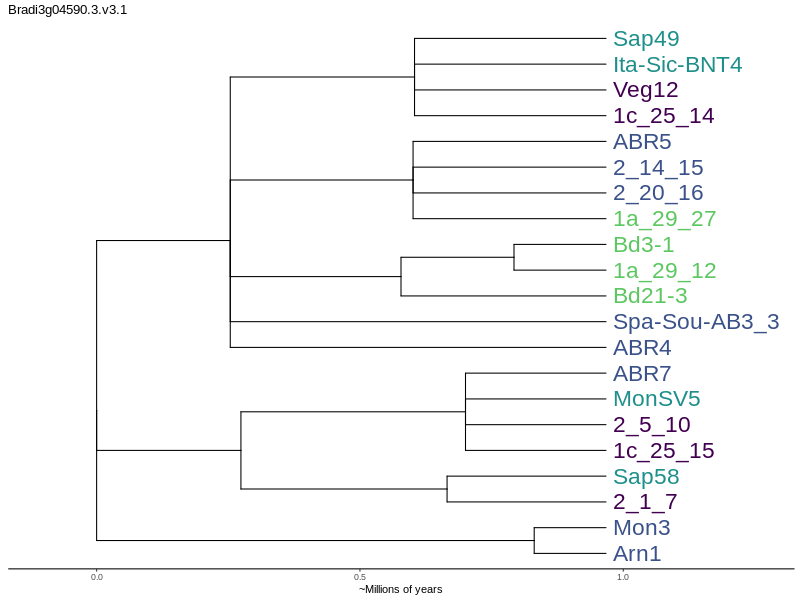 Bradi3g04590.3.v3.1
Sap49
Ita-Sic-BNT4
Veg12
1c_25_14
ABR5
2_14_15
2_20_16
1a_29_27
Bd3-1
1a_29_12
Bd21-3
Spa-Sou-AB3_3
ABR4
ABR7
MonSV5
2_5_10
1c_25_15
Sap58
2_1_7
Mon3
Arn1
0.0 0.5 1.0
~Millions of years